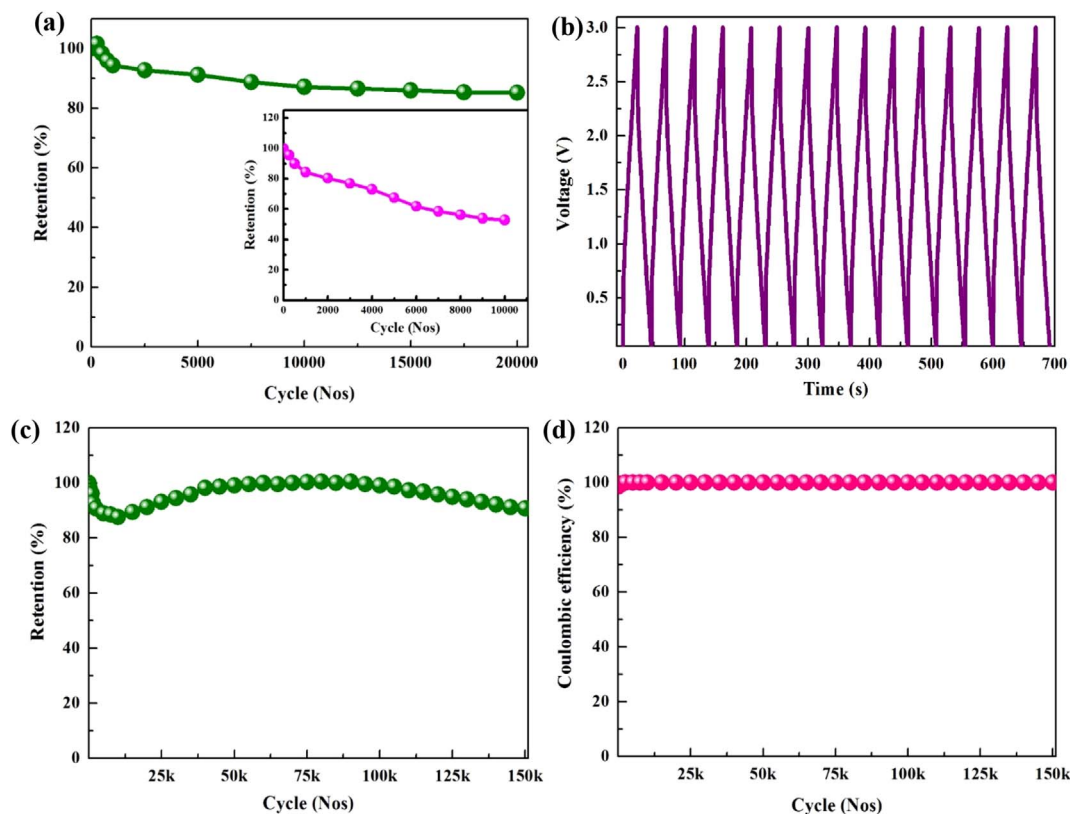 (a)
100
80
60
40
20
0
Retention (%)
0 5000 10000 15000 20000
Cycle (Nos)
120
100
80
60
40
20
0
Retention (%)
0 2000 4000 6000 8000 10000
Cycle (Nos)
(b)
3.0
2.5
2.0
1.5
1.0
0.5
Voltage (V)
0 100 200 300 400 500 600 700
Time (s)
(c)
120
100
80
60
40
20
0
Retention (%)
25k 50k 75k 100k 125k 150k
Cycle (Nos)
(d)
120
100
80
60
40
20
0
Coulombic efficiency (%)
25k 50k 75k 100k 125k 150k
Cycle (Nos)